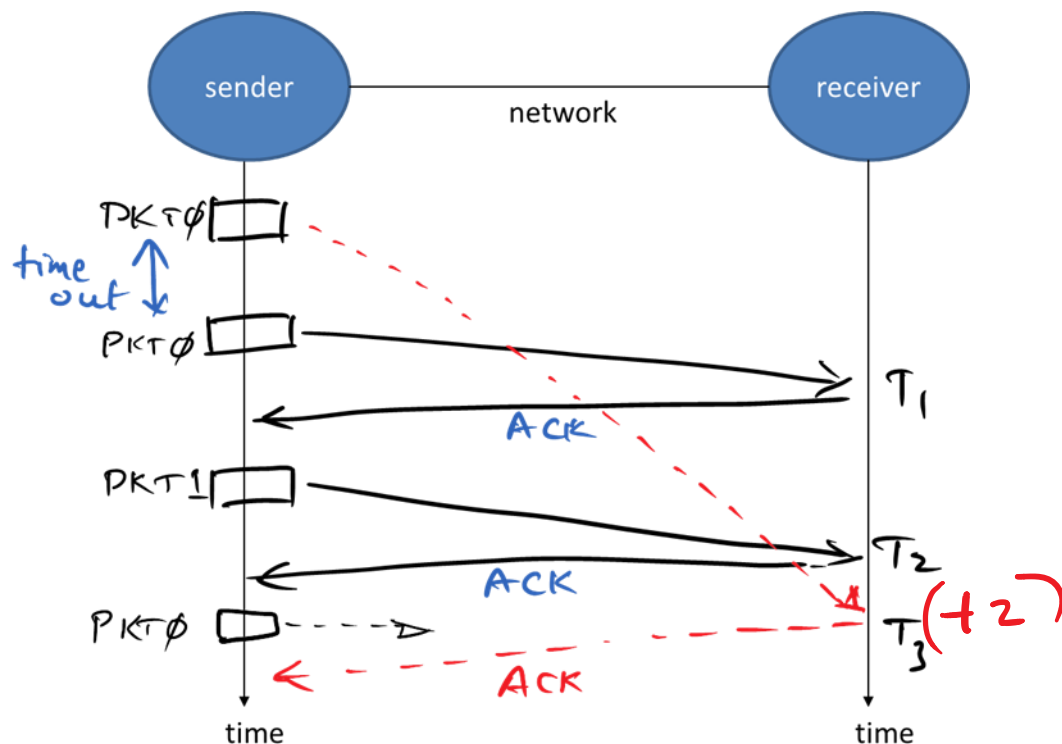 sender
network
receiver
PKTØ
time
out
PKTØ
T1
ACK
PKT1
T2
ACK
PKTØ
T3 (+2)
ACK
time
time